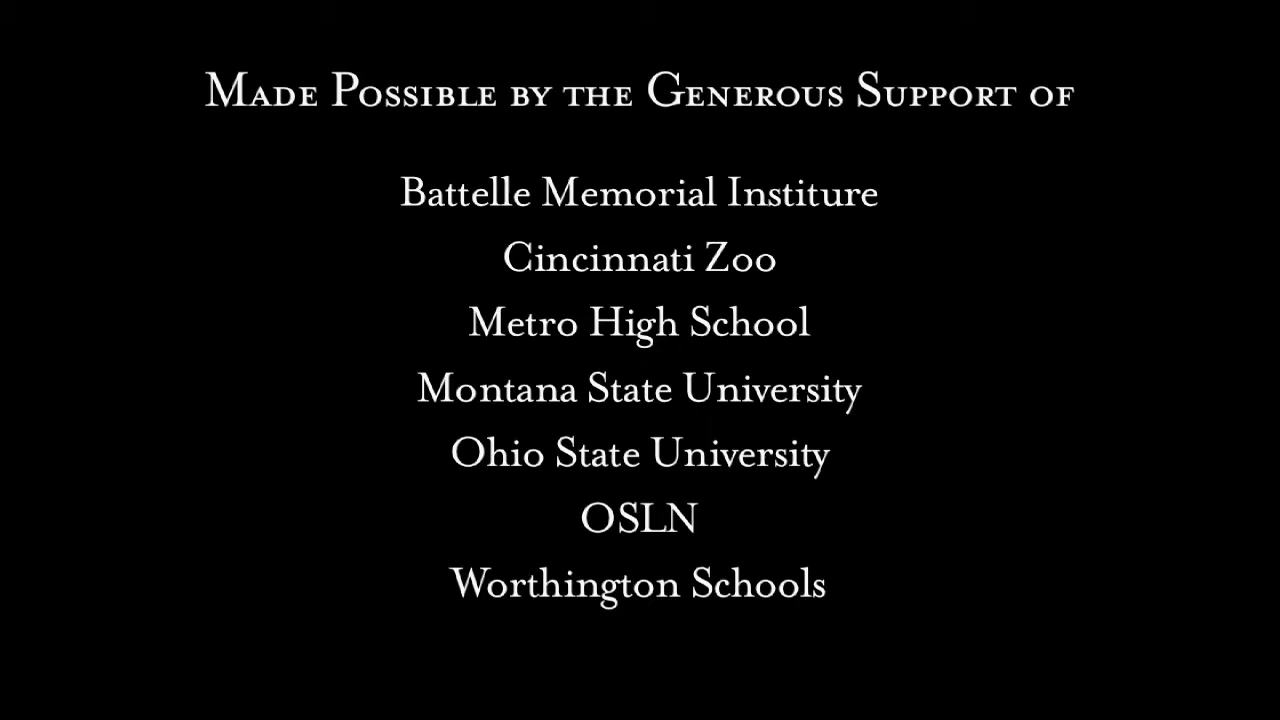 Made Possible by the Generous Support of
Battelle Memorial Institure
Cincinnati Zoo
Metro High School
Montana State University
Ohio State University
OSLN
Worthington Schools